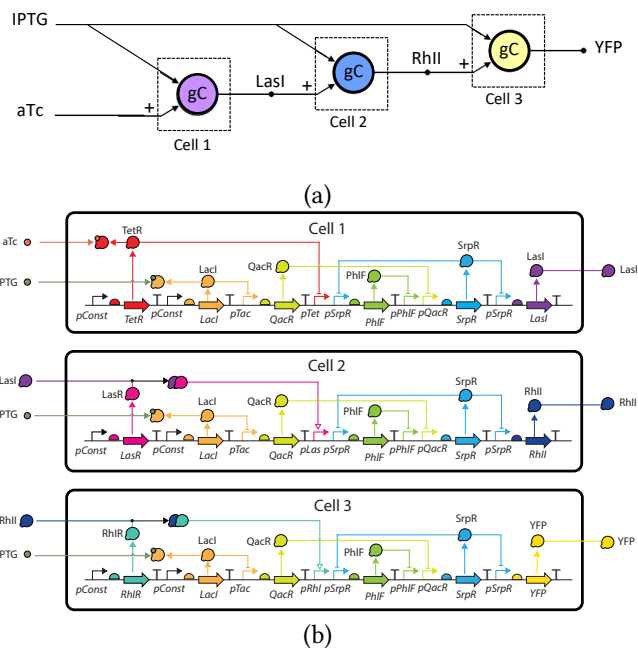 IPTG
gC
YFP
RhlI
+
gC
LasI
+
Cell 3
gC
aTc
+
Cell 2
Cell 1
(a)
Cell 1
aTc
TetR
QacR
SrpR
LasI
LasI
PTG
LacI
PhlF
pConst
pConst
pTac
pTet
pSrpR
pPhlF
pQacR
pSrpR
TetR
LacI
QacR
PhlF
SrpR
LasI
Cell 2
LasI
LasR
QacR
SrpR
RhlI
RhlI
PTG
LacI
PhlF
pConst
pConst
pTac
pLas
pSrpR
pPhlF
pQacR
pSrpR
LasR
LacI
QacR
PhlF
SrpR
RhlI
Cell 3
RhlI
RhlR
QacR
SrpR
YFP
YFP
PTG
LacI
PhlF
pConst
pConst
pTac
pRhl
pSrpR
pPhlF
pQacR
pSrpR
RhlR
LacI
QacR
PhlF
SrpR
YFP
(b)